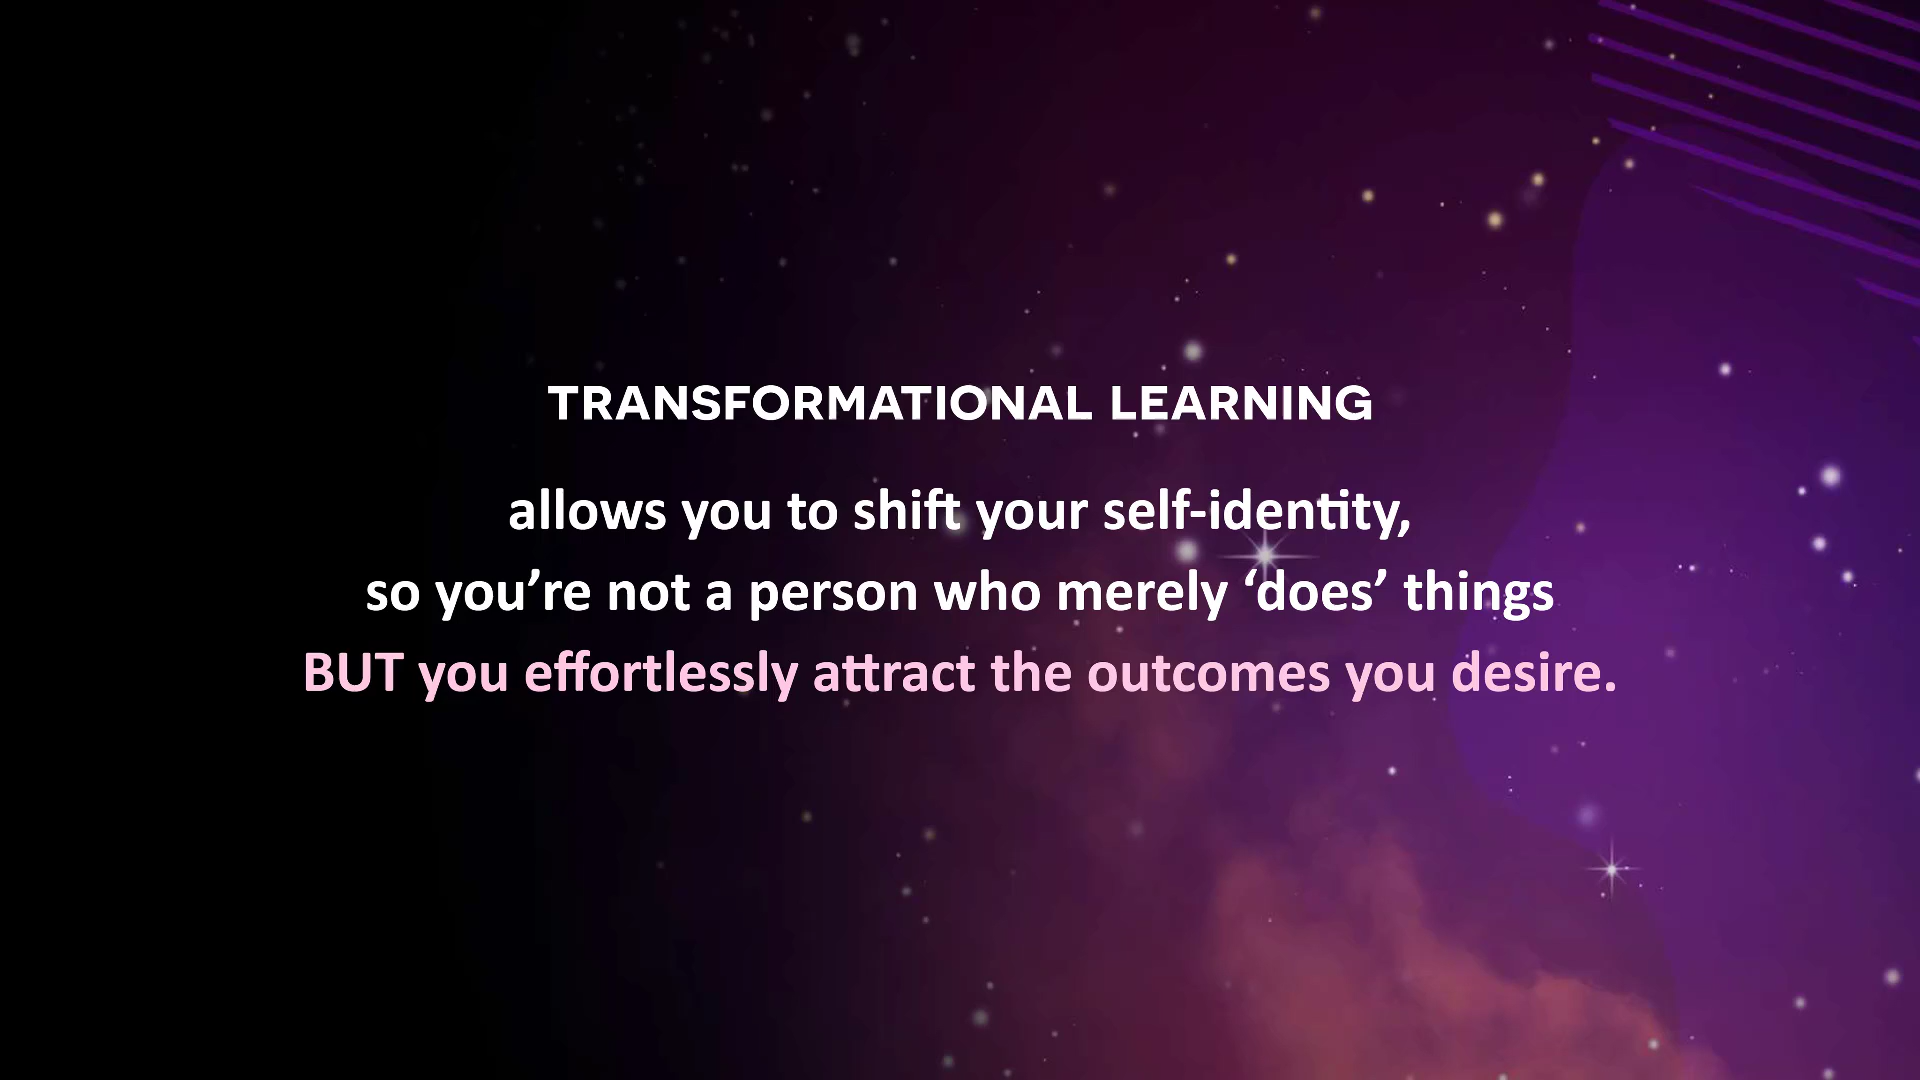 TRANSFORMATIONAL LEARNING
allows you to shift your self-identity,
so you’re not a person who merely ‘does’ things
BUT you effortlessly attract the outcomes you desire.